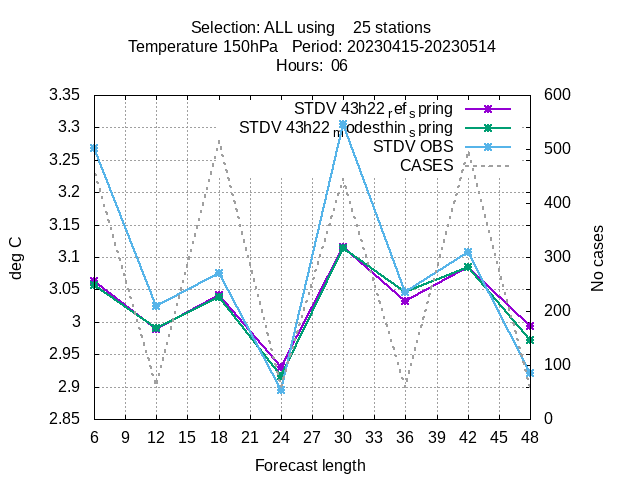 Selection: ALL using    25 stations
Temperature 150hPa   Period: 20230415-20230514
Hours:  06
STDV 43h22_ref_spring
STDV 43h22_modesthin_spring
STDV OBS
CASES
3.35
3.3
3.25
3.2
3.15
3.1
3.05
3
2.95
2.9
2.85
deg C
600
500
400
300
200
100
0
No cases
6 9 12 15 18 21 24 27 30 33 36 39 42 45 48
Forecast length